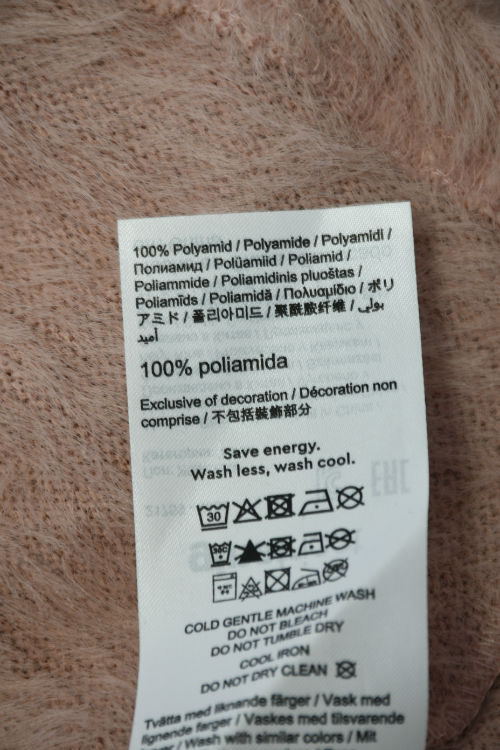 100% Polyamid / Polyamide / Polyamidi /
Полиамид / Polüamiid / Poliamid /
Poliammide / Poliamidinis pluoštas /
Poliamīds / Poliamidă / Πολυαμίδιο / ポリ
アミド / 폴리아미드 / 聚酰胺纤维 / بولي
أميد
100% poliamida
Exclusive of decoration / Décoration non
comprise / 不包括裝飾部分
Save energy.
Wash less, wash cool.
30
COLD GENTLE MACHINE WASH
DO NOT BLEACH
DO NOT TUMBLE DRY
COOL IRON
DO NOT DRY CLEAN
Tvätta med liknande färger / Vask med
lignende farger / Vaskes med tilsvarende
/ Wash with similar colors / Mit